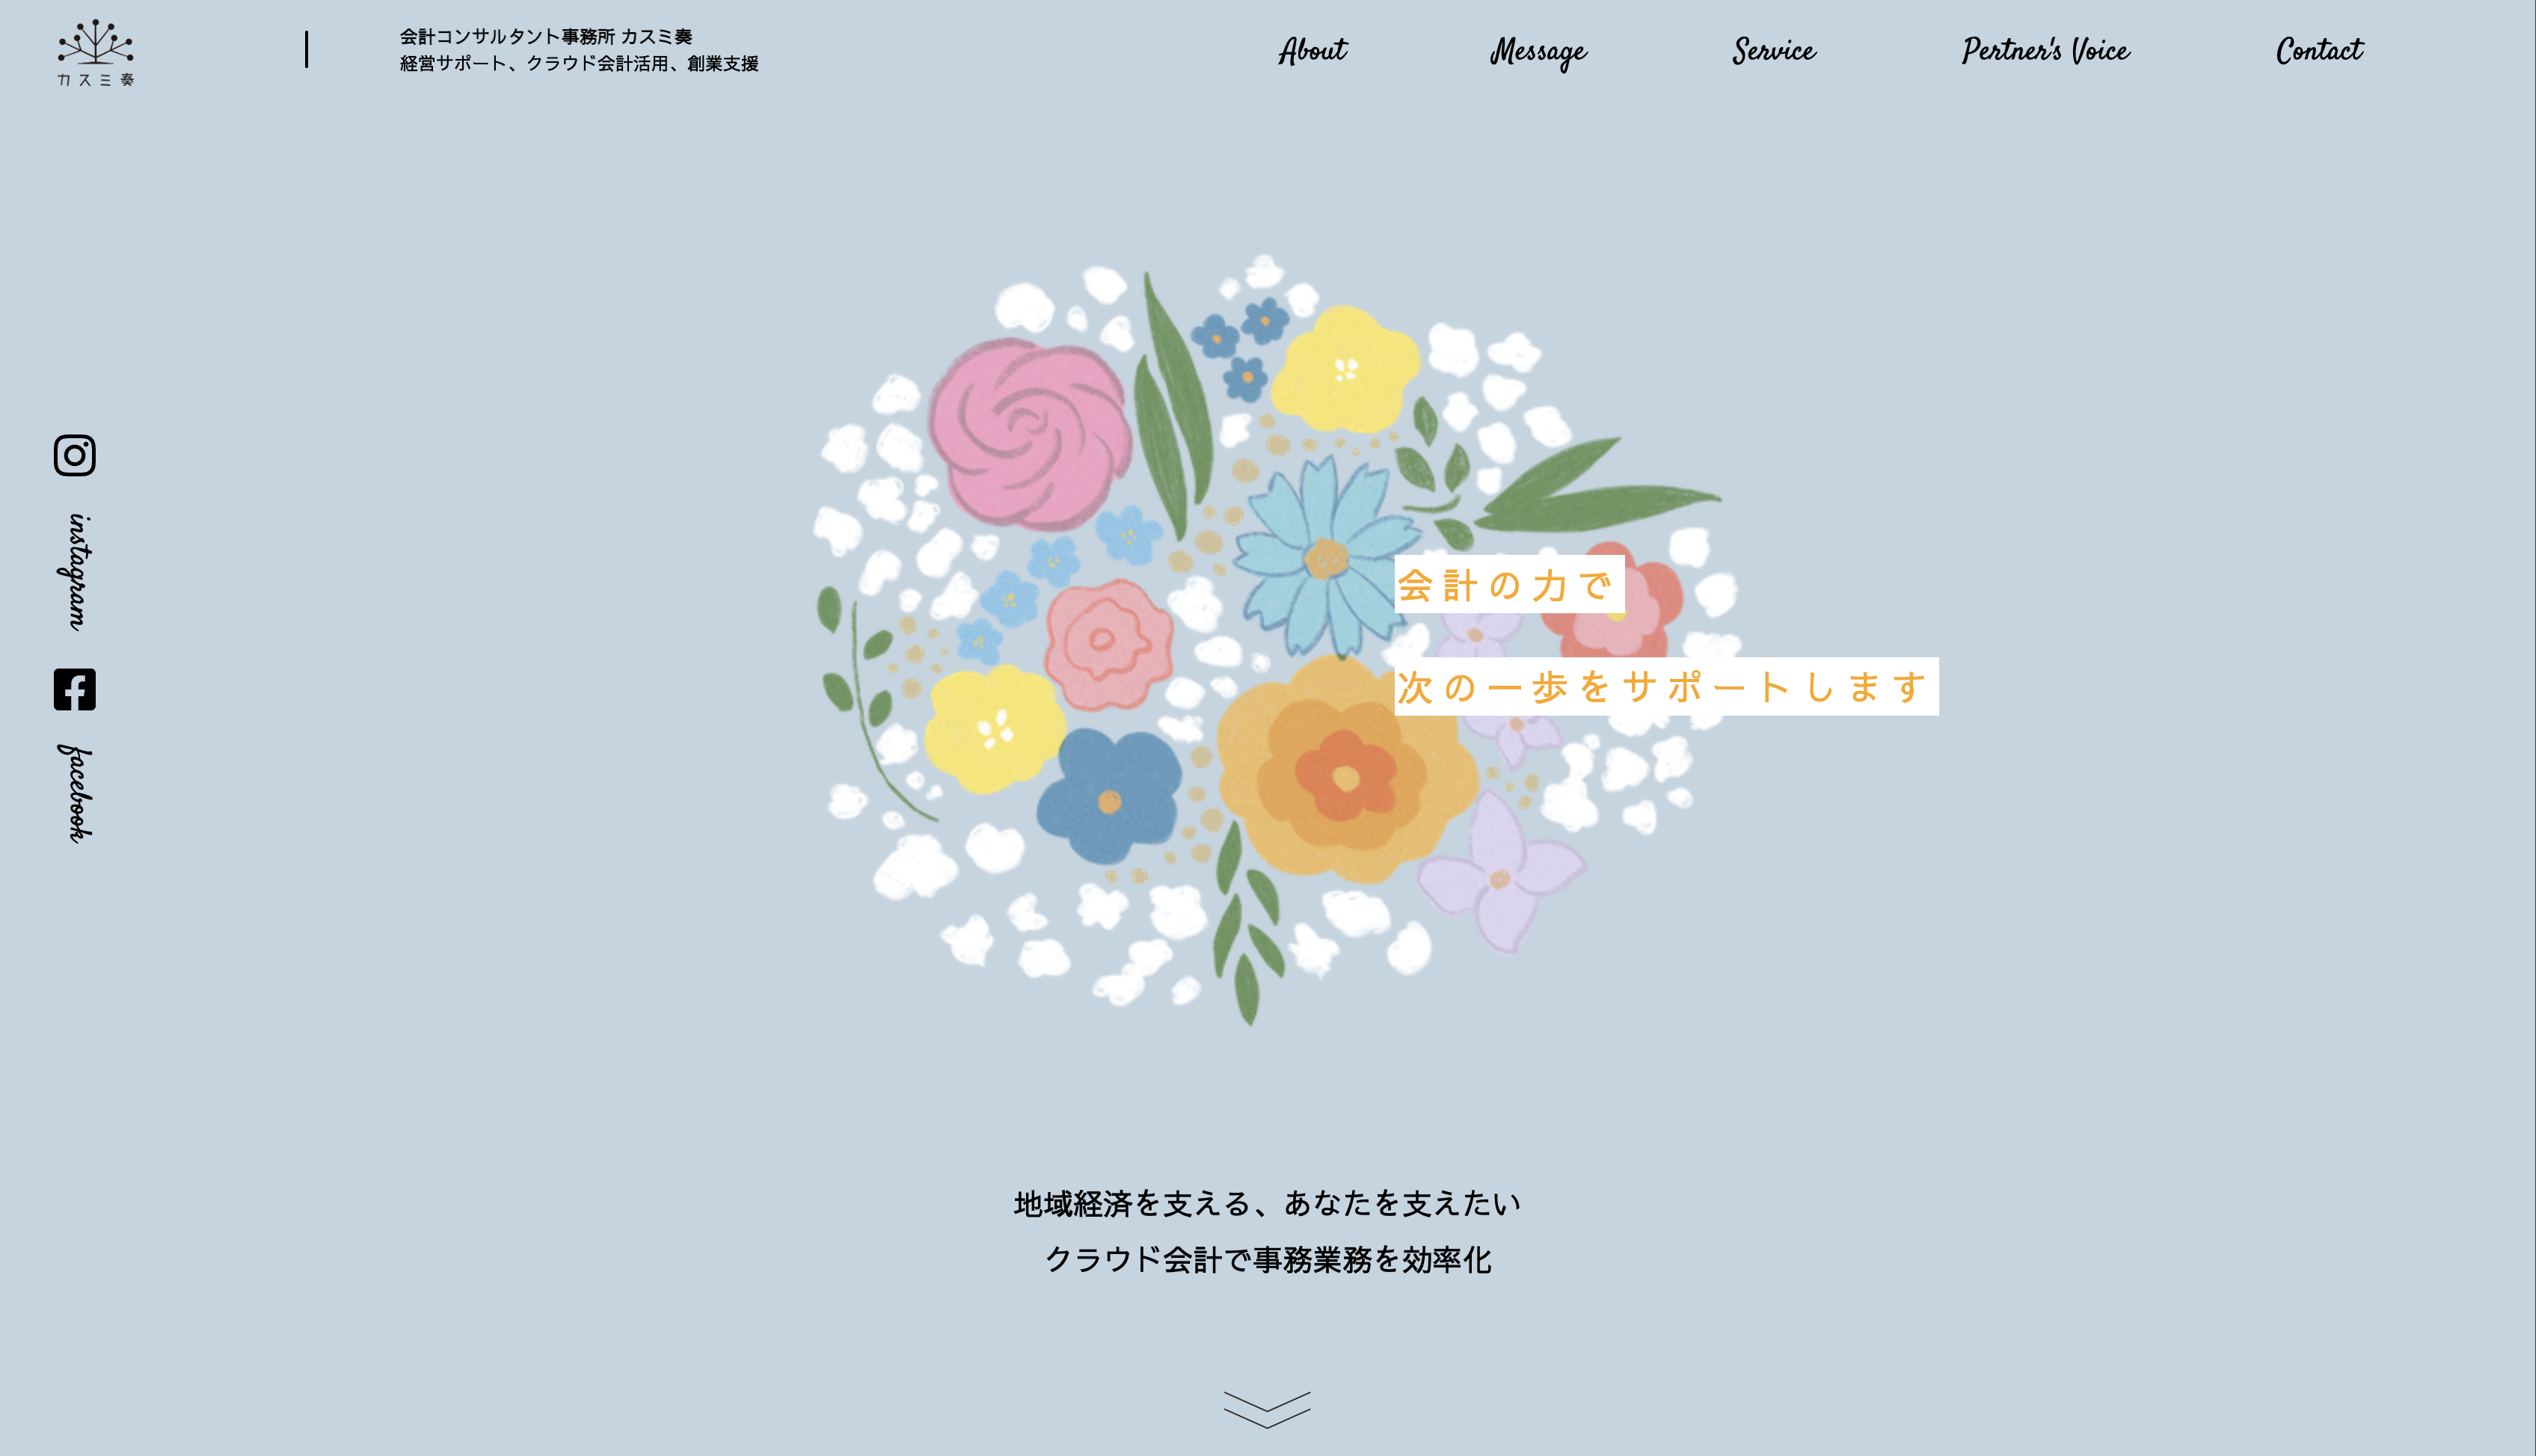 カスミ奏
会計コンサルタント事務所 カスミ奏
経営サポート、クラウド会計活用、創業支援
About
Message
Service
Pertner's Voice
Contact
instagram
facebook
会計の力で
次の一歩をサポートします
地域経済を支える、あなたを支えたい
クラウド会計で事務業務を効率化